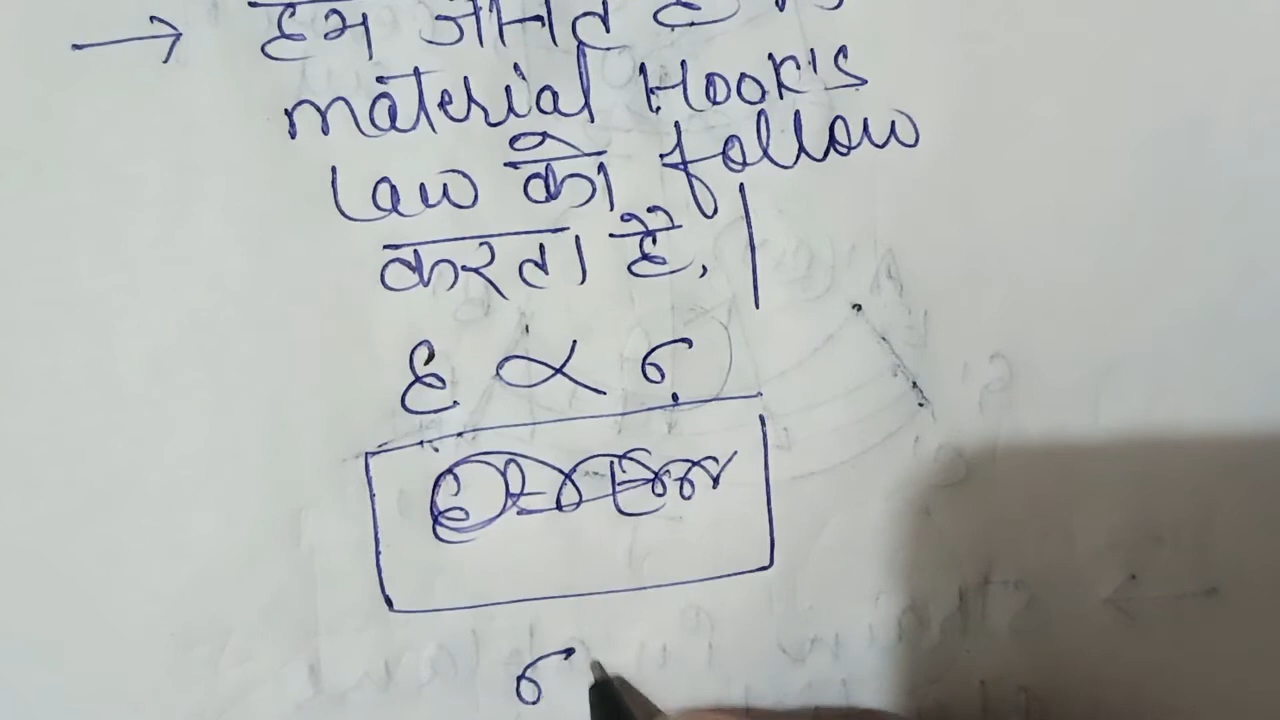 → हम जानते है
material Hook's
Law को follow
करता है. |
ε ∝ σ
σ